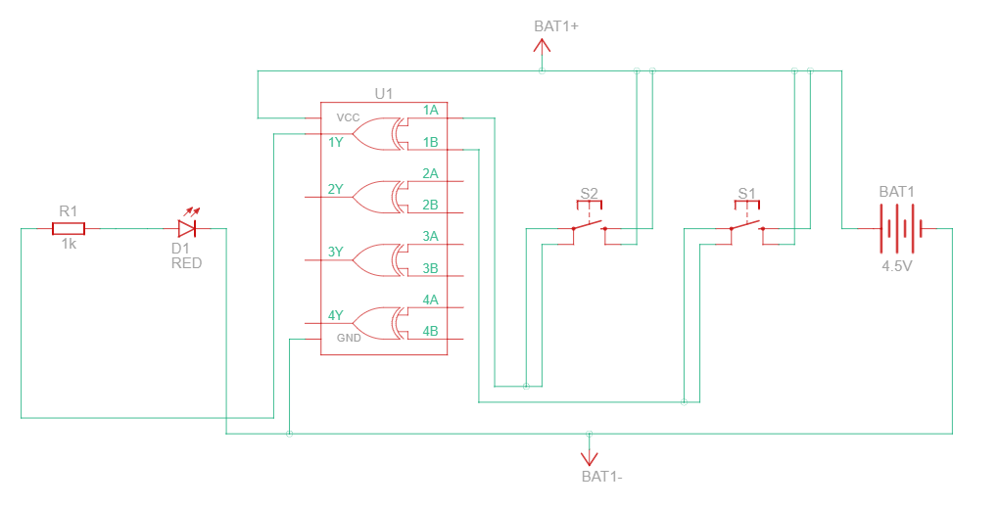 BAT1+
U1
VCC
1A
1Y
1B
2A
2Y
2B
3A
3Y
3B
4A
4Y
4B
GND
R1
1k
D1
RED
S2
S1
BAT1
4.5V
BAT1-